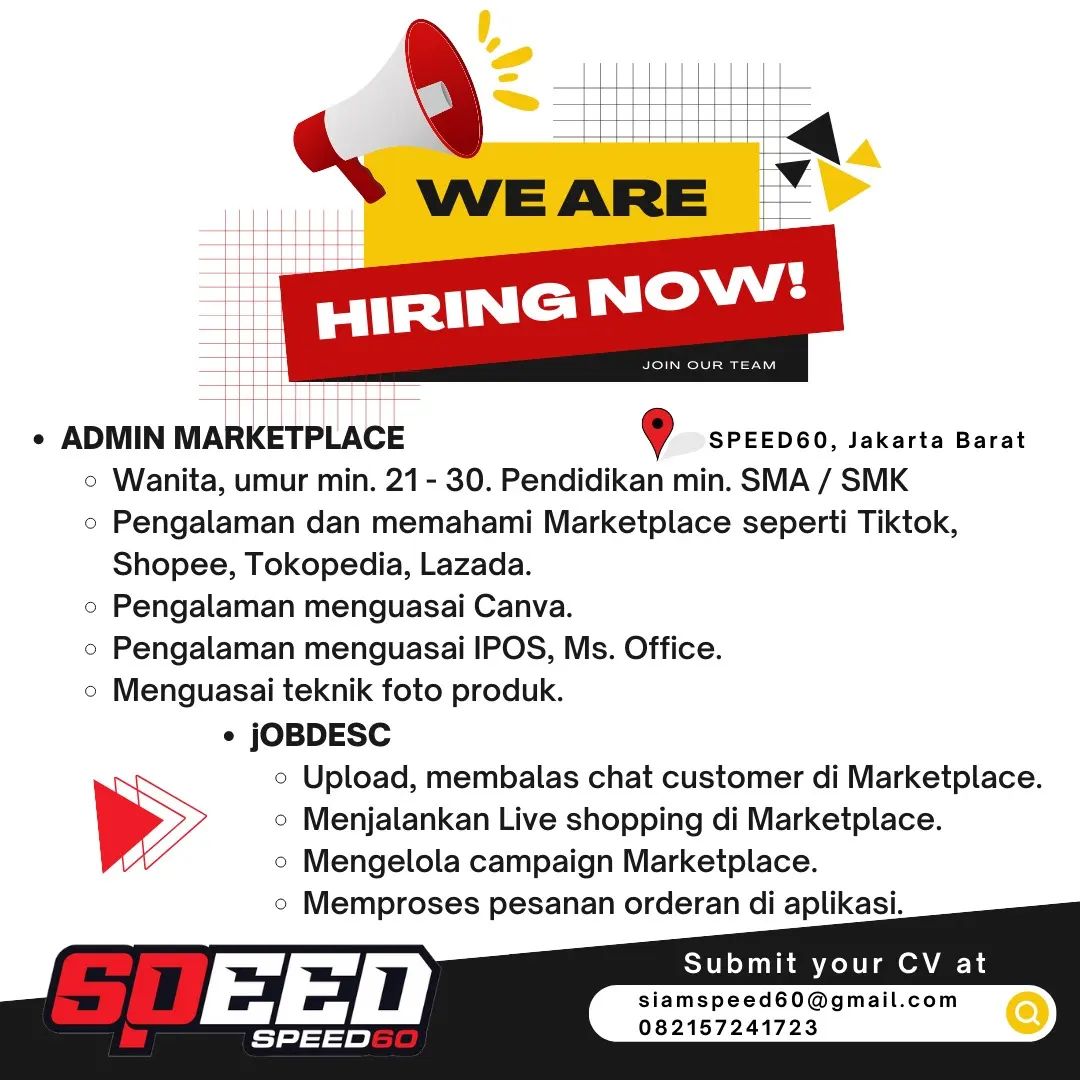 WE ARE
HIRING NOW!
JOIN OUR TEAM
ADMIN MARKETPLACE
SPEED60, Jakarta Barat
Wanita, umur min. 21 - 30. Pendidikan min. SMA / SMK
Pengalaman dan memahami Marketplace seperti Tiktok,
Shopee, Tokopedia, Lazada.
Pengalaman menguasai Canva.
Pengalaman menguasai IPOS, Ms. Office.
Menguasai teknik foto produk.
jOBDESC
Upload, membalas chat customer di Marketplace.
Menjalankan Live shopping di Marketplace.
Mengelola campaign Marketplace.
Memproses pesanan orderan di aplikasi.
SPEED
SPEED60
Submit your CV at
siamspeed60@gmail.com
082157241723